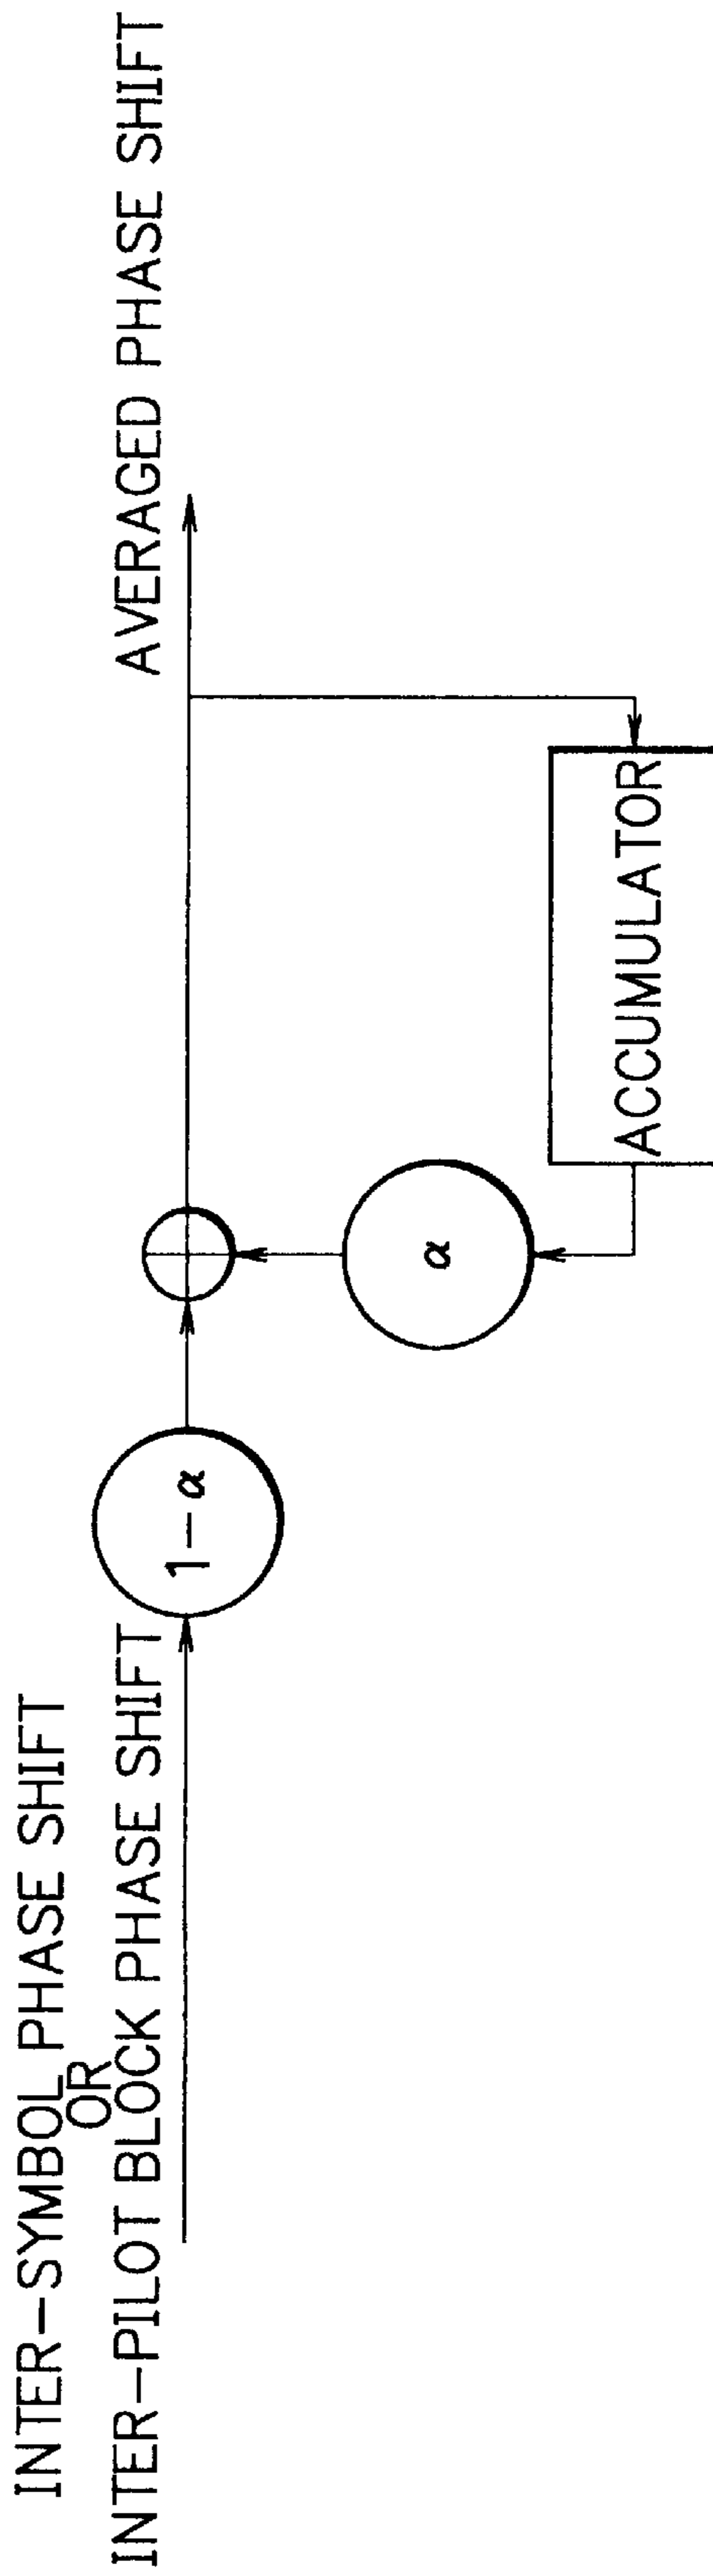 INTER-SYMBOL PHASE SHIFT
OR
INTER-PILOT BLOCK PHASE SHIFT
1-α
α
ACCUMULATOR
AVERAGED PHASE SHIFT